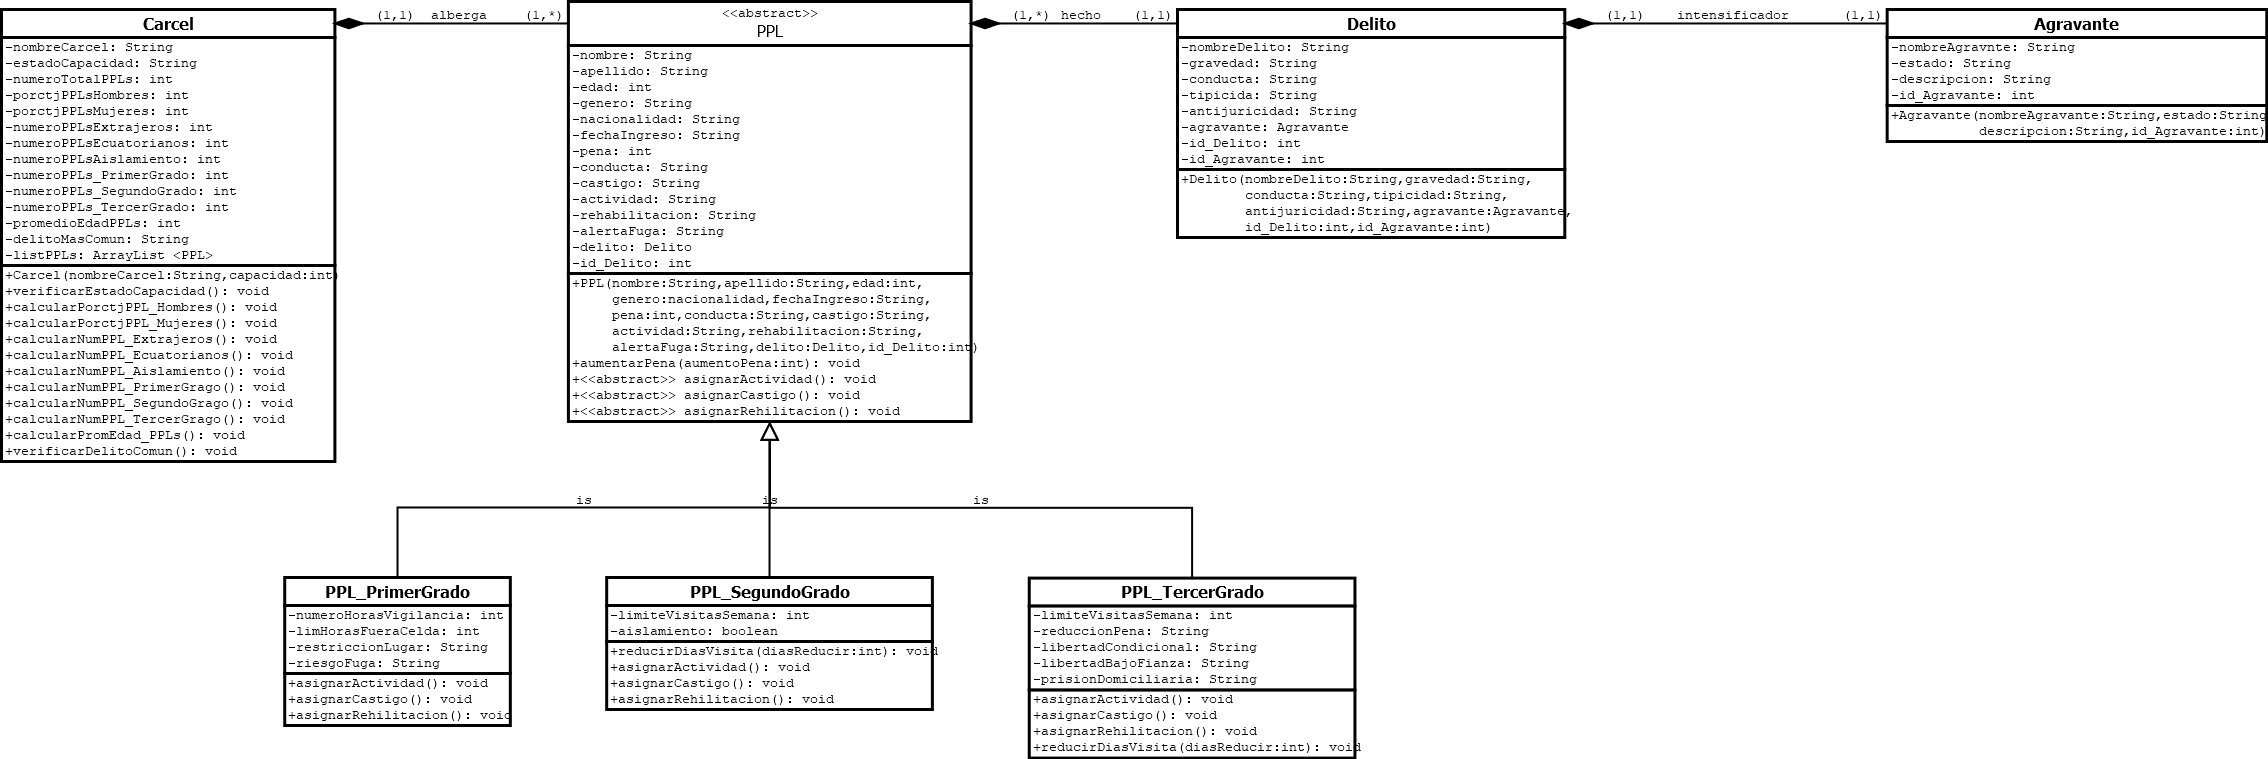 Carcel
-nombreCarcel: String
-estadoCapacidad: String
-numeroTotalPPLs: int
-porctjPPLsHombres: int
-porctjPPLsMujeres: int
-numeroPPLsExtrajeros: int
-numeroPPLsEcuatorianos: int
-numeroPPLsAislamiento: int
-numeroPPLs_PrimerGrado: int
-numeroPPLs_SegundoGrado: int
-numeroPPLs_TercerGrado: int
-promedioEdadPPLs: int
-delitoMasComun: String
-listPPLs: ArrayList <PPL>
+Carcel(nombreCarcel:String,capacidad:int)
+verificarEstadoCapacidad(): void
+calcularPorctjPPL_Hombres(): void
+calcularPorctjPPL_Mujeres(): void
+calcularNumPPL_Extrajeros(): void
+calcularNumPPL_Ecuatorianos(): void
+calcularNumPPL_Aislamiento(): void
+calcularNumPPL_PrimerGrago(): void
+calcularNumPPL_SegundoGrago(): void
+calcularNumPPL_TercerGrago(): void
+calcularPromEdad_PPLs(): void
+verificarDelitoComun(): void
(1,1) alberga (1,*)
<<abstract>>
PPL
-nombre: String
-apellido: String
-edad: int
-genero: String
-nacionalidad: String
-fechaIngreso: String
-pena: int
-conducta: String
-castigo: String
-actividad: String
-rehabilitacion: String
-alertaFuga: String
-delito: Delito
-id_Delito: int
+PPL(nombre:String,apellido:String,edad:int,
genero:nacionalidad,fechaIngreso:String,
pena:int,conducta:String,castigo:String,
actividad:String,rehabilitacion:String,
alertaFuga:String,delito:Delito,id_Delito:int)
+aumentarPena(aumentoPena:int): void
+<<abstract>> asignarActividad(): void
+<<abstract>> asignarCastigo(): void
+<<abstract>> asignarRehilitacion(): void
(1,*) hecho (1,1)
Delito
-nombreDelito: String
-gravedad: String
-conducta: String
-tipicida: String
-antijuricidad: String
-agravante: Agravante
-id_Delito: int
-id_Agravante: int
+Delito(nombreDelito:String,gravedad:String,
conducta:String,tipicidad:String,
antijuricidad:String,agravante:Agravante,
id_Delito:int,id_Agravante:int)
(1,1) intensificador (1,1)
Agravante
-nombreAgravnte: String
-estado: String
-descripcion: String
-id_Agravante: int
+Agravante(nombreAgravante:String,estado:String
descripcion:String,id_Agravante:int)
is is is
PPL_PrimerGrado
-numeroHorasVigilancia: int
-limHorasFueraCelda: int
-restriccionLugar: String
-riesgoFuga: String
+asignarActividad(): void
+asignarCastigo(): void
+asignarRehilitacion(): void
PPL_SegundoGrado
-limiteVisitasSemana: int
-aislamiento: boolean
+reducirDiasVisita(diasReducir:int): void
+asignarActividad(): void
+asignarCastigo(): void
+asignarRehilitacion(): void
PPL_TercerGrado
-limiteVisitasSemana: int
-reduccionPena: String
-libertadCondicional: String
-libertadBajoFianza: String
-prisionDomiciliaria: String
+asignarActividad(): void
+asignarCastigo(): void
+asignarRehilitacion(): void
+reducirDiasVisita(diasReducir:int): void